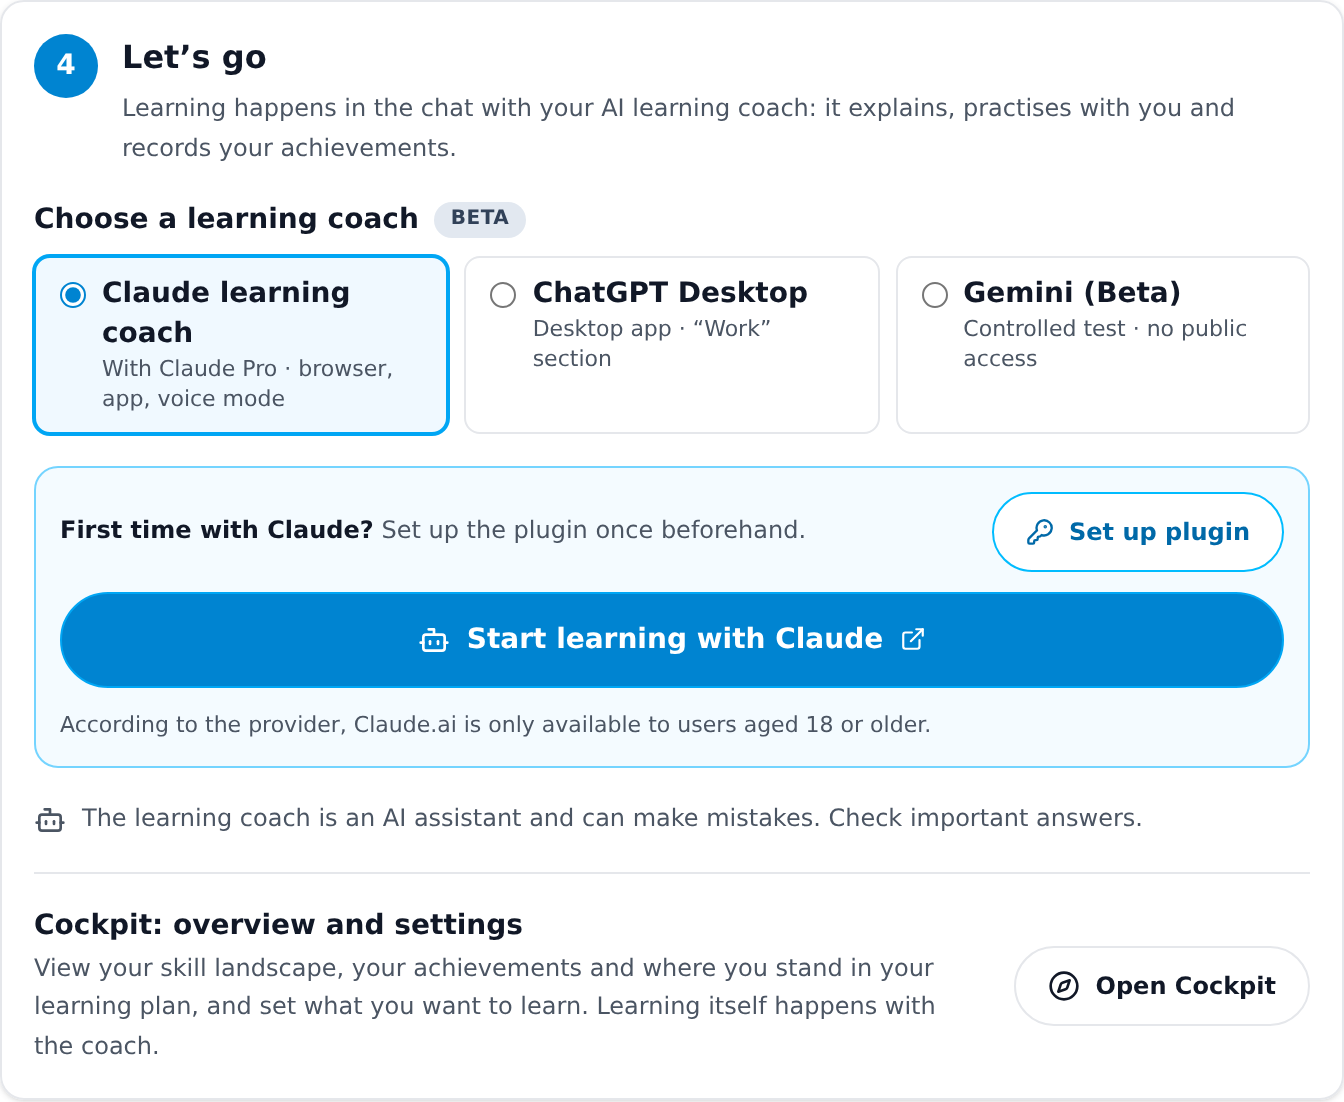 4
Let’s go
Learning happens in the chat with your AI learning coach: it explains, practises with you and
records your achievements.
Choose a learning coach
BETA
Claude learning
coach
With Claude Pro · browser,
app, voice mode
ChatGPT Desktop
Desktop app · “Work”
section
Gemini (Beta)
Controlled test · no public
access
First time with Claude? Set up the plugin once beforehand.
Set up plugin
Start learning with Claude
According to the provider, Claude.ai is only available to users aged 18 or older.
The learning coach is an AI assistant and can make mistakes. Check important answers.
Cockpit: overview and settings
View your skill landscape, your achievements and where you stand in your
learning plan, and set what you want to learn. Learning itself happens with
the coach.
Open Cockpit